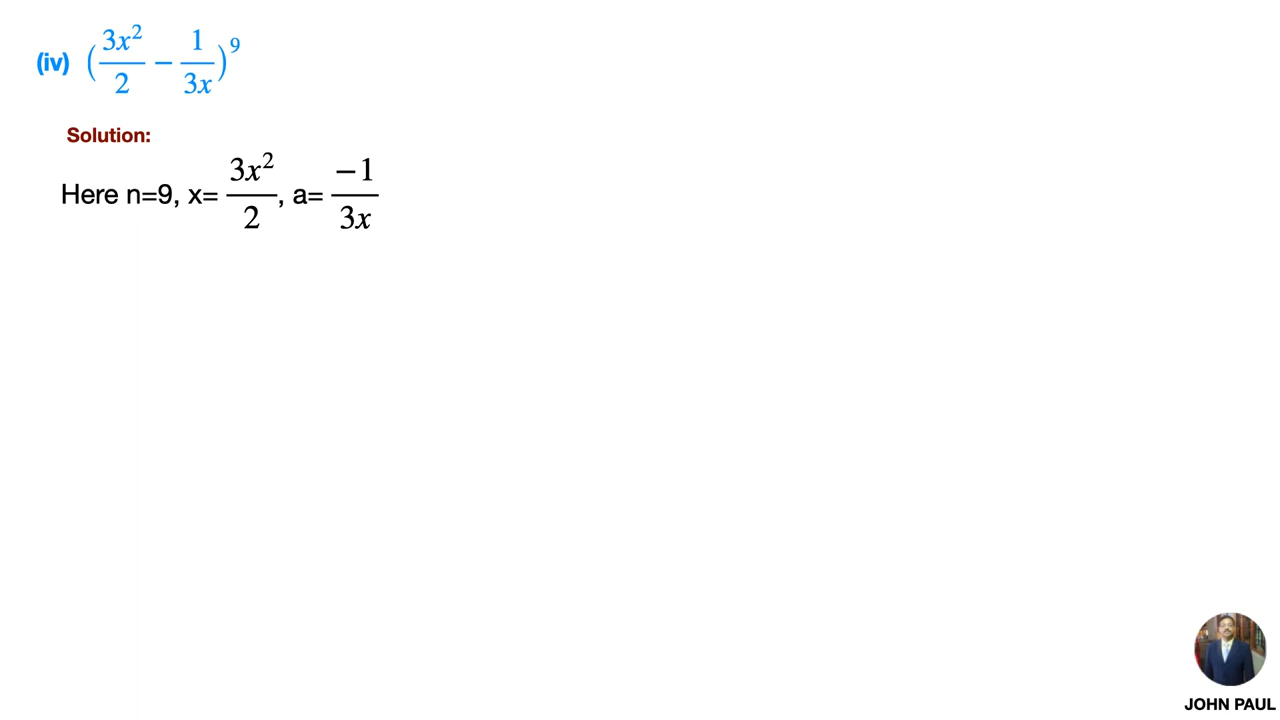 (iv) (3x²/2 − 1/3x)⁹
Solution:
Here n=9, x= 3x²/2, a= −1/3x
JOHN PAUL